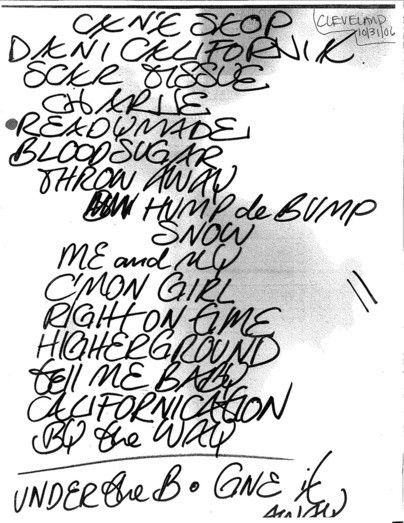 CLEVELAND
10/31/06
CAN'T STOP
DANI CALIFORNIA
SCAR TISSUE
CHARLIE
READYMADE
BLOODSUGAR
THROW AWAY
HUMP de BUMP
SNOW
ME and MY
C'MON GIRL
RIGHT ON TIME
HIGHERGROUND
tell ME BABY
CALIFORNICATION
BY the WAY
UNDER the B • GIVE it
AWAY